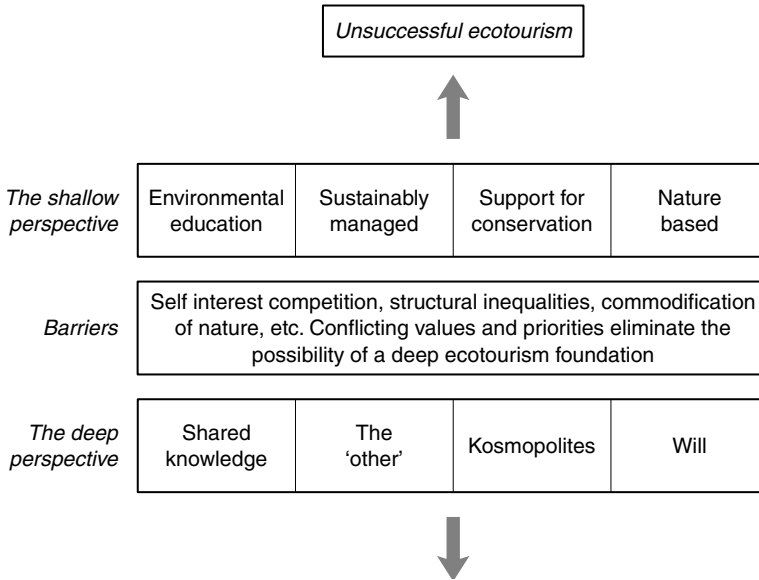 Unsuccessful ecotourism
The shallow
perspective
Environmental
education
Sustainably
managed
Support for
conservation
Nature
based
Barriers
Self interest competition, structural inequalities, commodification
of nature, etc. Conflicting values and priorities eliminate the
possibility of a deep ecotourism foundation
The deep
perspective
Shared
knowledge
The
‘other’
Kosmopolites
Will